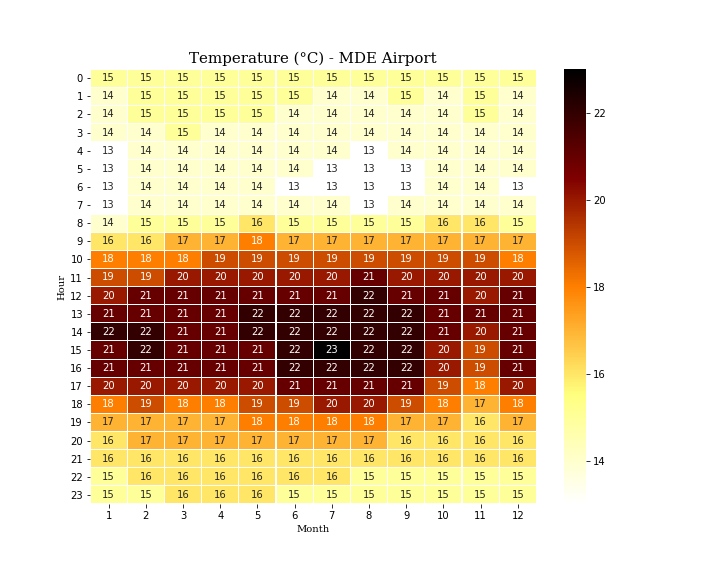 Temperature (°C) - MDE Airport
0 15 15 15 15 15 15 15 15 15 14 15 15
1 14 15 15 15 15 15 14 14 15 14 15 14
2 14 15 15 15 15 14 14 14 14 14 15 14
3 14 14 15 14 14 14 14 14 14 14 14 14
4 13 14 14 14 14 14 14 13 14 14 14 14
5 13 14 14 14 14 14 13 13 13 14 14 14
6 13 14 14 14 14 13 13 13 13 14 14 13
7 13 14 14 14 14 14 14 13 14 14 14 14
8 14 15 15 15 16 15 15 15 15 16 16 15
9 16 16 17 17 18 17 17 17 17 17 17 17
10 18 18 18 19 19 19 19 19 19 19 19 18
11 19 19 20 20 20 20 20 21 20 20 20 20
12 20 21 21 21 21 21 21 22 21 21 20 21
13 21 21 21 21 22 22 22 22 22 21 21 21
14 22 22 21 21 22 22 22 22 22 21 20 21
15 21 22 21 21 21 22 23 22 22 20 19 21
16 21 21 21 21 21 22 22 22 22 20 19 21
17 20 20 20 20 20 21 21 21 21 19 18 20
18 18 19 18 18 19 19 20 20 19 18 17 18
19 17 17 17 17 18 18 18 18 17 17 16 17
20 16 17 17 17 17 17 17 17 16 16 16 16
21 16 16 16 16 16 16 16 16 16 16 16 16
22 15 16 16 16 16 16 16 15 15 15 15 15
23 15 15 16 16 16 15 15 15 15 15 15 15
1 2 3 4 5 6 7 8 9 10 11 12
Month
Hour
22
20
18
16
14